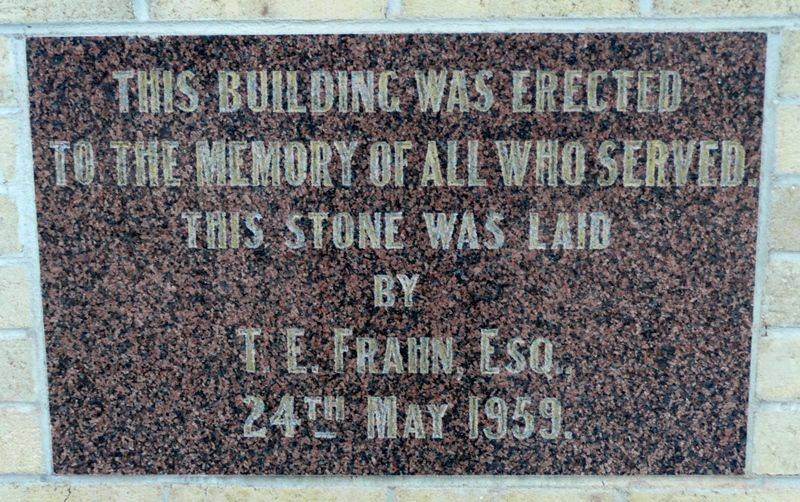 THIS BUILDING WAS ERECTED
TO THE MEMORY OF ALL WHO SERVED.
THIS STONE WAS LAID
BY
T. E. FRAHN, ESQ.
24TH MAY 1959.